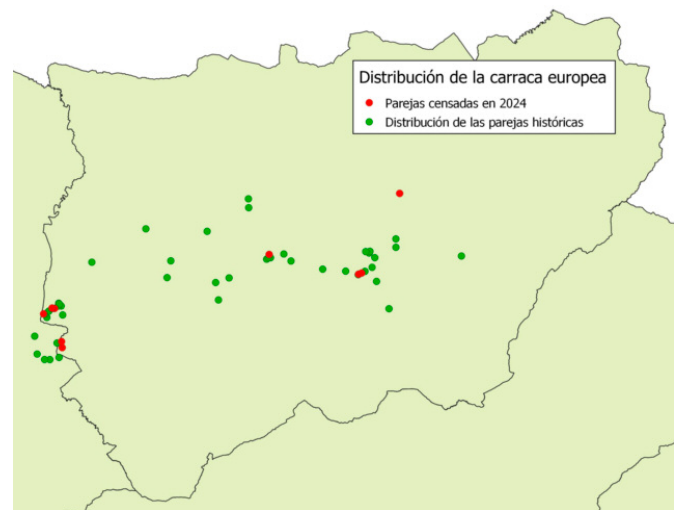 Distribución de la carraca europea
Parejas censadas en 2024
Distribución de las parejas históricas